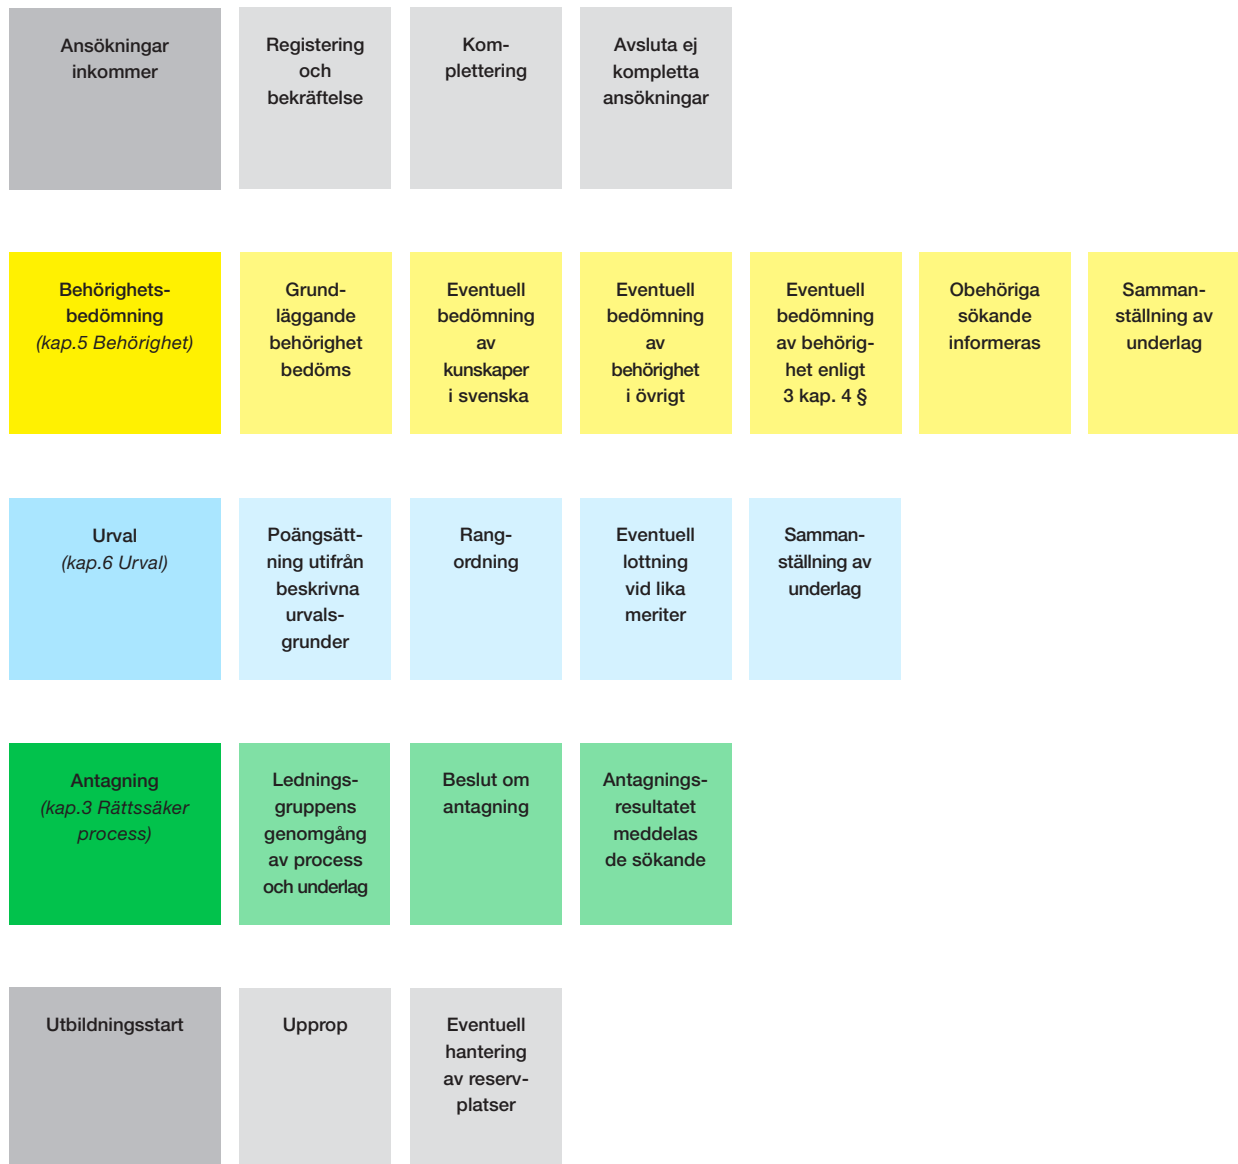 Ansökningar
inkommer
Registering
och
bekräftelse
Kom-
plettering
Avsluta ej
kompletta
ansökningar
Behörighets-
bedömning
(kap.5 Behörighet)
Grund-
läggande
behörighet
bedöms
Eventuell
bedömning
av
kunskaper
i svenska
Eventuell
bedömning
av
behörighet
i övrigt
Eventuell
bedömning
av behörig-
het enligt
3 kap. 4 §
Obehöriga
sökande
informeras
Samman-
ställning av
underlag
Urval
(kap.6 Urval)
Poängsätt-
ning utifrån
beskrivna
urvals-
grunder
Rang-
ordning
Eventuell
lottning
vid lika
meriter
Samman-
ställning av
underlag
Antagning
(kap.3 Rättssäker
process)
Lednings-
gruppens
genomgång
av process
och underlag
Beslut om
antagning
Antagnings-
resultatet
meddelas
de sökande
Utbildningsstart
Upprop
Eventuell
hantering
av reserv-
platser